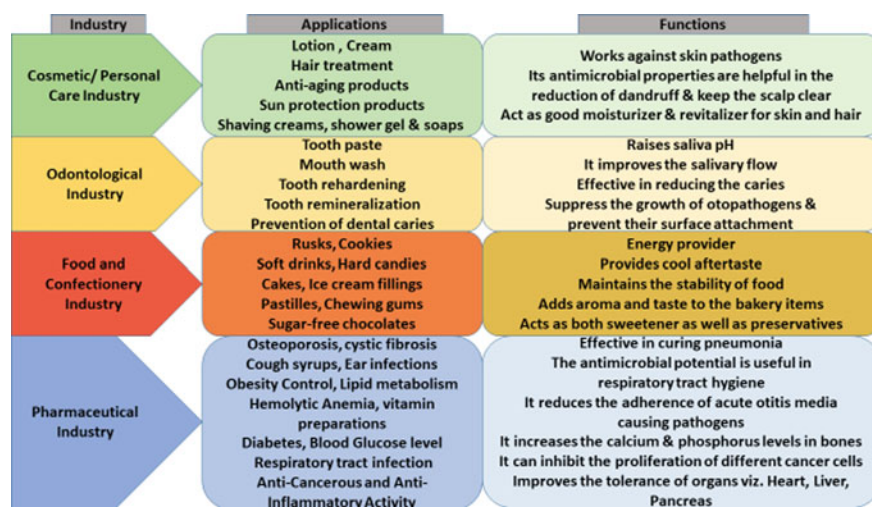 Industry
Applications
Functions
Cosmetic/ Personal
Care Industry
Lotion , Cream
Hair treatment
Anti-aging products
Sun protection products
Shaving creams, shower gel & soaps
Works against skin pathogens
Its antimicrobial properties are helpful in the
reduction of dandruff & keep the scalp clear
Act as good moisturizer & revitalizer for skin and hair
Odontological
Industry
Tooth paste
Mouth wash
Tooth rehardening
Tooth remineralization
Prevention of dental caries
Raises saliva pH
It improves the salivary flow
Effective in reducing the caries
Suppress the growth of otopathogens &
prevent their surface attachment
Food and
Confectionery
Industry
Rusks, Cookies
Soft drinks, Hard candies
Cakes, Ice cream fillings
Pastilles, Chewing gums
Sugar-free chocolates
Energy provider
Provides cool aftertaste
Maintains the stability of food
Adds aroma and taste to the bakery items
Acts as both sweetener as well as preservatives
Pharmaceutical
Industry
Osteoporosis, cystic fibrosis
Cough syrups, Ear infections
Obesity Control, Lipid metabolism
Hemolytic Anemia, vitamin
preparations
Diabetes, Blood Glucose level
Respiratory tract infection
Anti-Cancerous and Anti-
Inflammatory Activity
Effective in curing pneumonia
The antimicrobial potential is useful in
respiratory tract hygiene
It reduces the adherence of acute otitis media
causing pathogens
It increases the calcium & phosphorus levels in bones
It can inhibit the proliferation of different cancer cells
Improves the tolerance of organs viz. Heart, Liver,
Pancreas